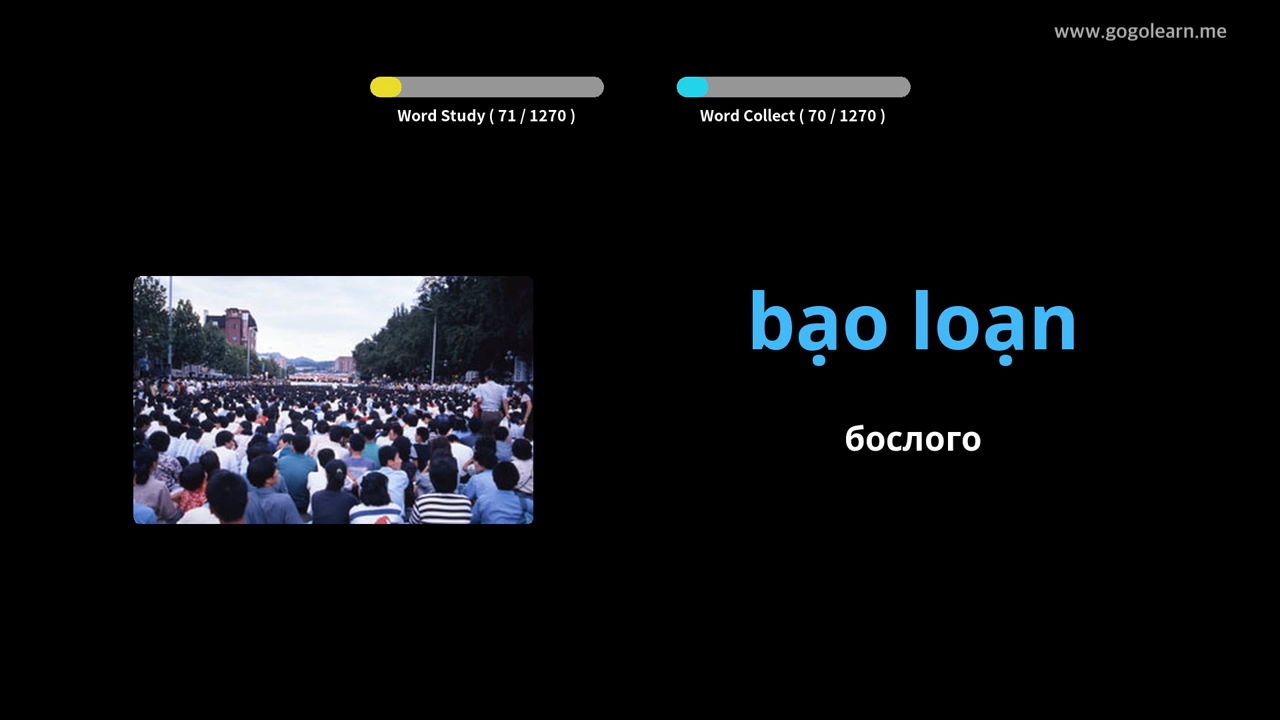 www.gogolearn.me
Word Study ( 71 / 1270 )
Word Collect ( 70 / 1270 )
bạo loạn
бослого